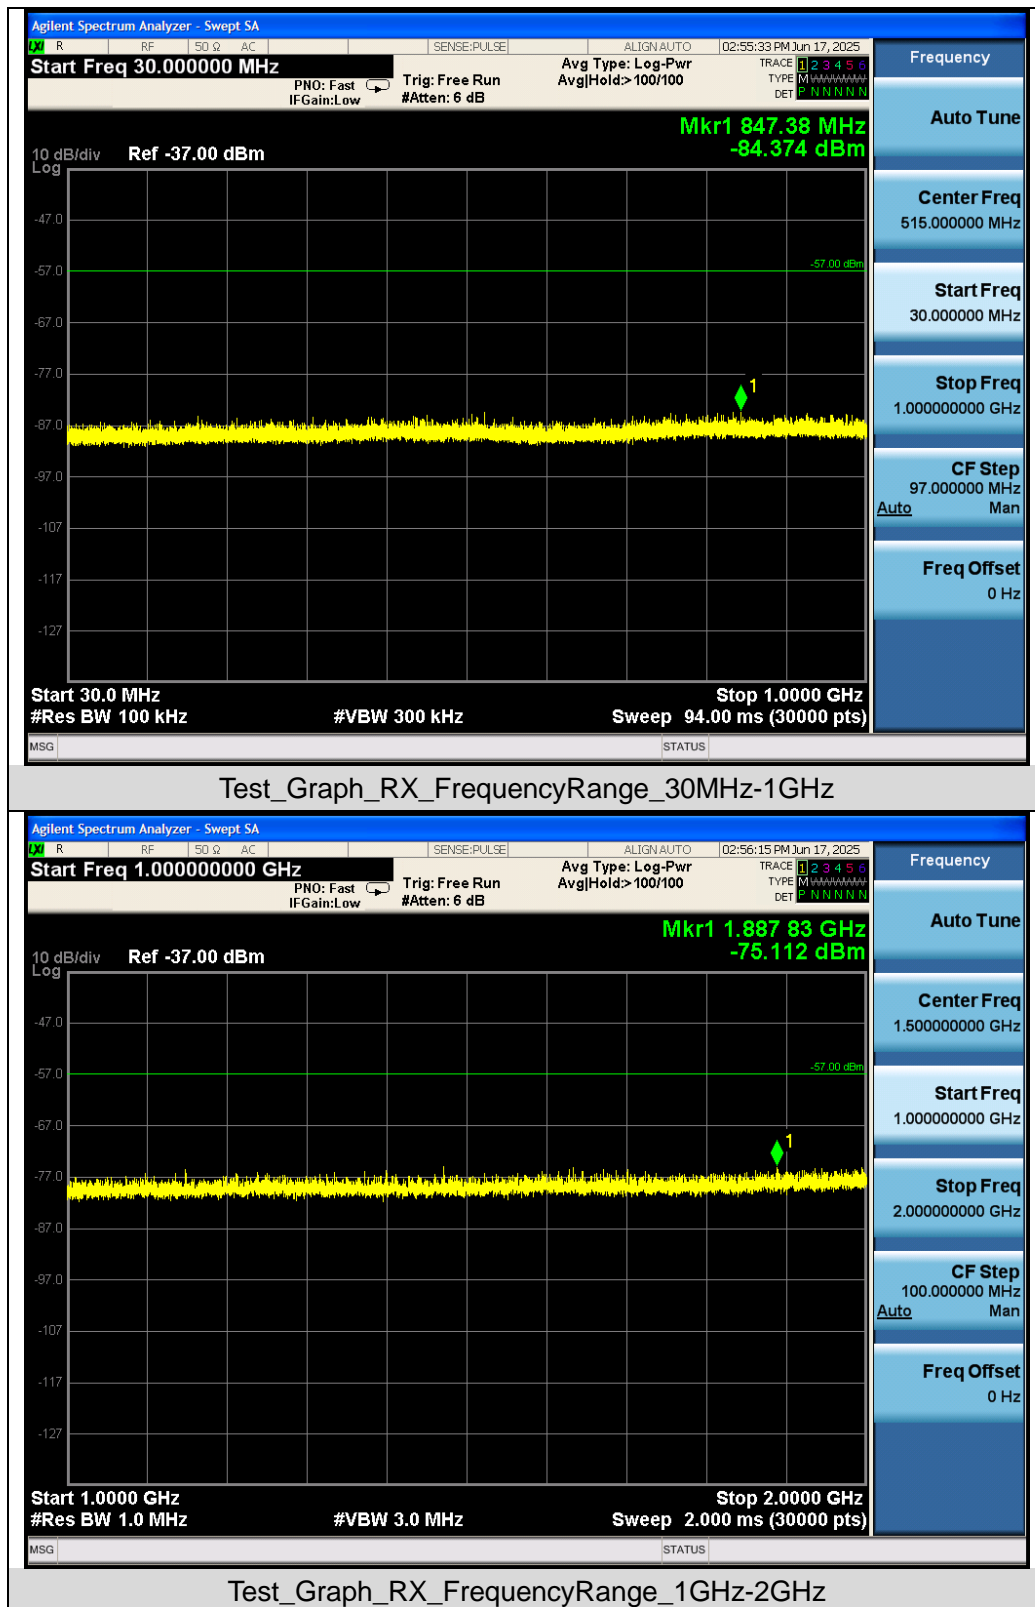 Agilent Spectrum Analyzer - Swept SA
LXI R RF 50 Ω AC SENSE:PULSE ALIGN AUTO 02:55:33 PM Jun 17, 2025
Start Freq 30.000000 MHz
PNO: Fast
IFGain:Low
Trig: Free Run
#Atten: 6 dB
Avg Type: Log-Pwr
Avg|Hold:>100/100
TRACE 1 2 3 4 5 6
TYPE M WWWWW
DET P N N N N N
Mkr1 847.38 MHz
-84.374 dBm
10 dB/div Ref -37.00 dBm
Log
-47.0
-57.0
-57.00 dBm
-67.0
-77.0
1
-87.0
-97.0
-107
-117
-127
Start 30.0 MHz Stop 1.0000 GHz
#Res BW 100 kHz #VBW 300 kHz Sweep 94.00 ms (30000 pts)
MSG STATUS
Frequency
Auto Tune
Center Freq
515.000000 MHz
Start Freq
30.000000 MHz
Stop Freq
1.000000000 GHz
CF Step
97.000000 MHz
Auto Man
Freq Offset
0 Hz
Test_Graph_RX_FrequencyRange_30MHz-1GHz
Agilent Spectrum Analyzer - Swept SA
LXI R RF 50 Ω AC SENSE:PULSE ALIGN AUTO 02:56:15 PM Jun 17, 2025
Start Freq 1.000000000 GHz
PNO: Fast
IFGain:Low
Trig: Free Run
#Atten: 6 dB
Avg Type: Log-Pwr
Avg|Hold:>100/100
TRACE 1 2 3 4 5 6
TYPE M WWWWW
DET P N N N N N
Mkr1 1.887 83 GHz
-75.112 dBm
10 dB/div Ref -37.00 dBm
Log
-47.0
-57.0
-57.00 dBm
-67.0
1
-77.0
-87.0
-97.0
-107
-117
-127
Start 1.0000 GHz Stop 2.0000 GHz
#Res BW 1.0 MHz #VBW 3.0 MHz Sweep 2.000 ms (30000 pts)
MSG STATUS
Frequency
Auto Tune
Center Freq
1.500000000 GHz
Start Freq
1.000000000 GHz
Stop Freq
2.000000000 GHz
CF Step
100.000000 MHz
Auto Man
Freq Offset
0 Hz
Test_Graph_RX_FrequencyRange_1GHz-2GHz